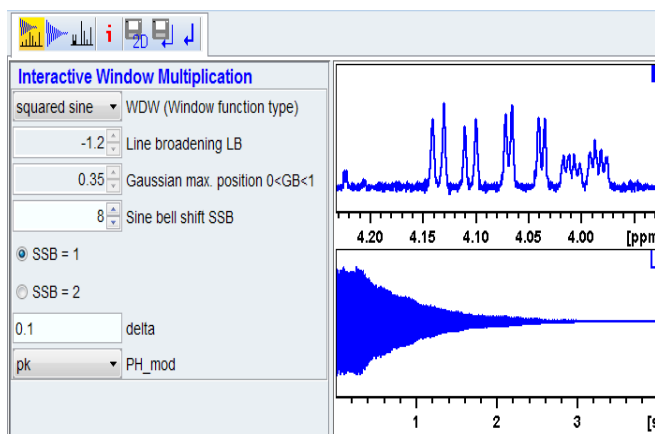 i 2D
Interactive Window Multiplication
squared sine WDW (Window function type)
-1.2 Line broadening LB
0.35 Gaussian max. position 0<GB<1
8 Sine bell shift SSB
SSB = 1
SSB = 2
0.1 delta
pk PH_mod
4.20 4.15 4.10 4.05 4.00 [ppm
1 2 3 [s